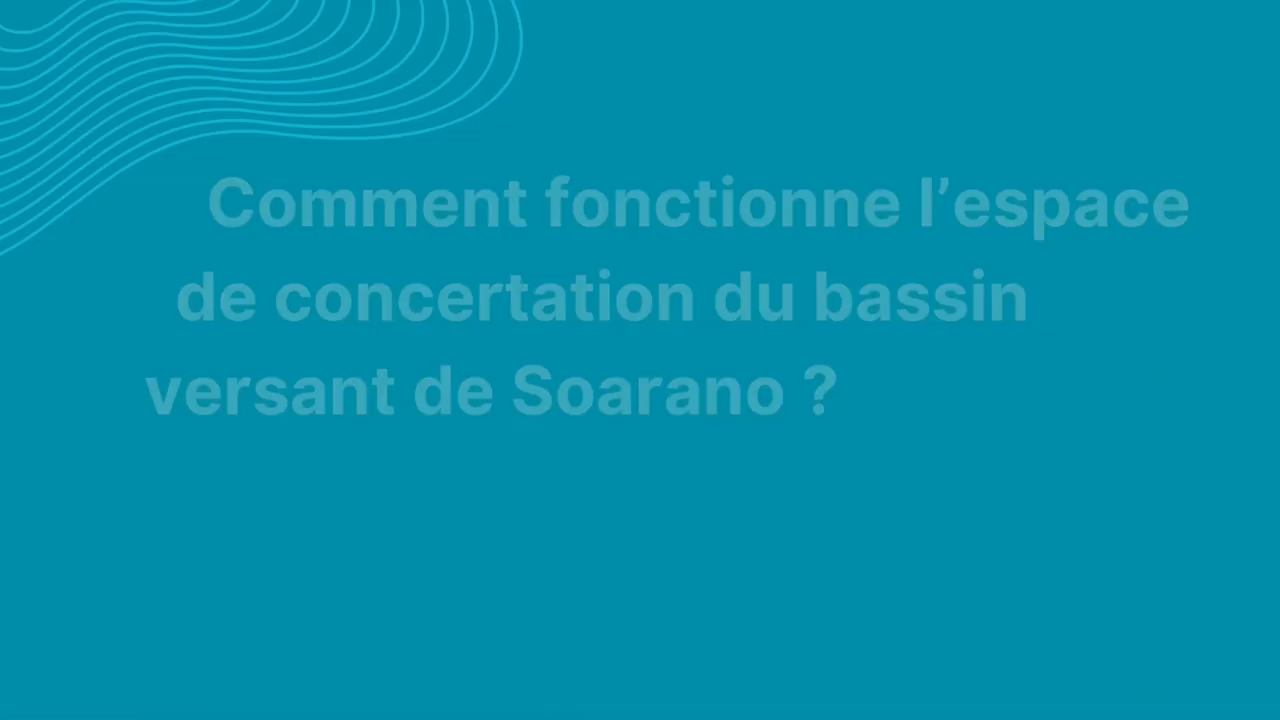 Comment fonctionne l’espace
de concertation du bassin
versant de Soarano ?